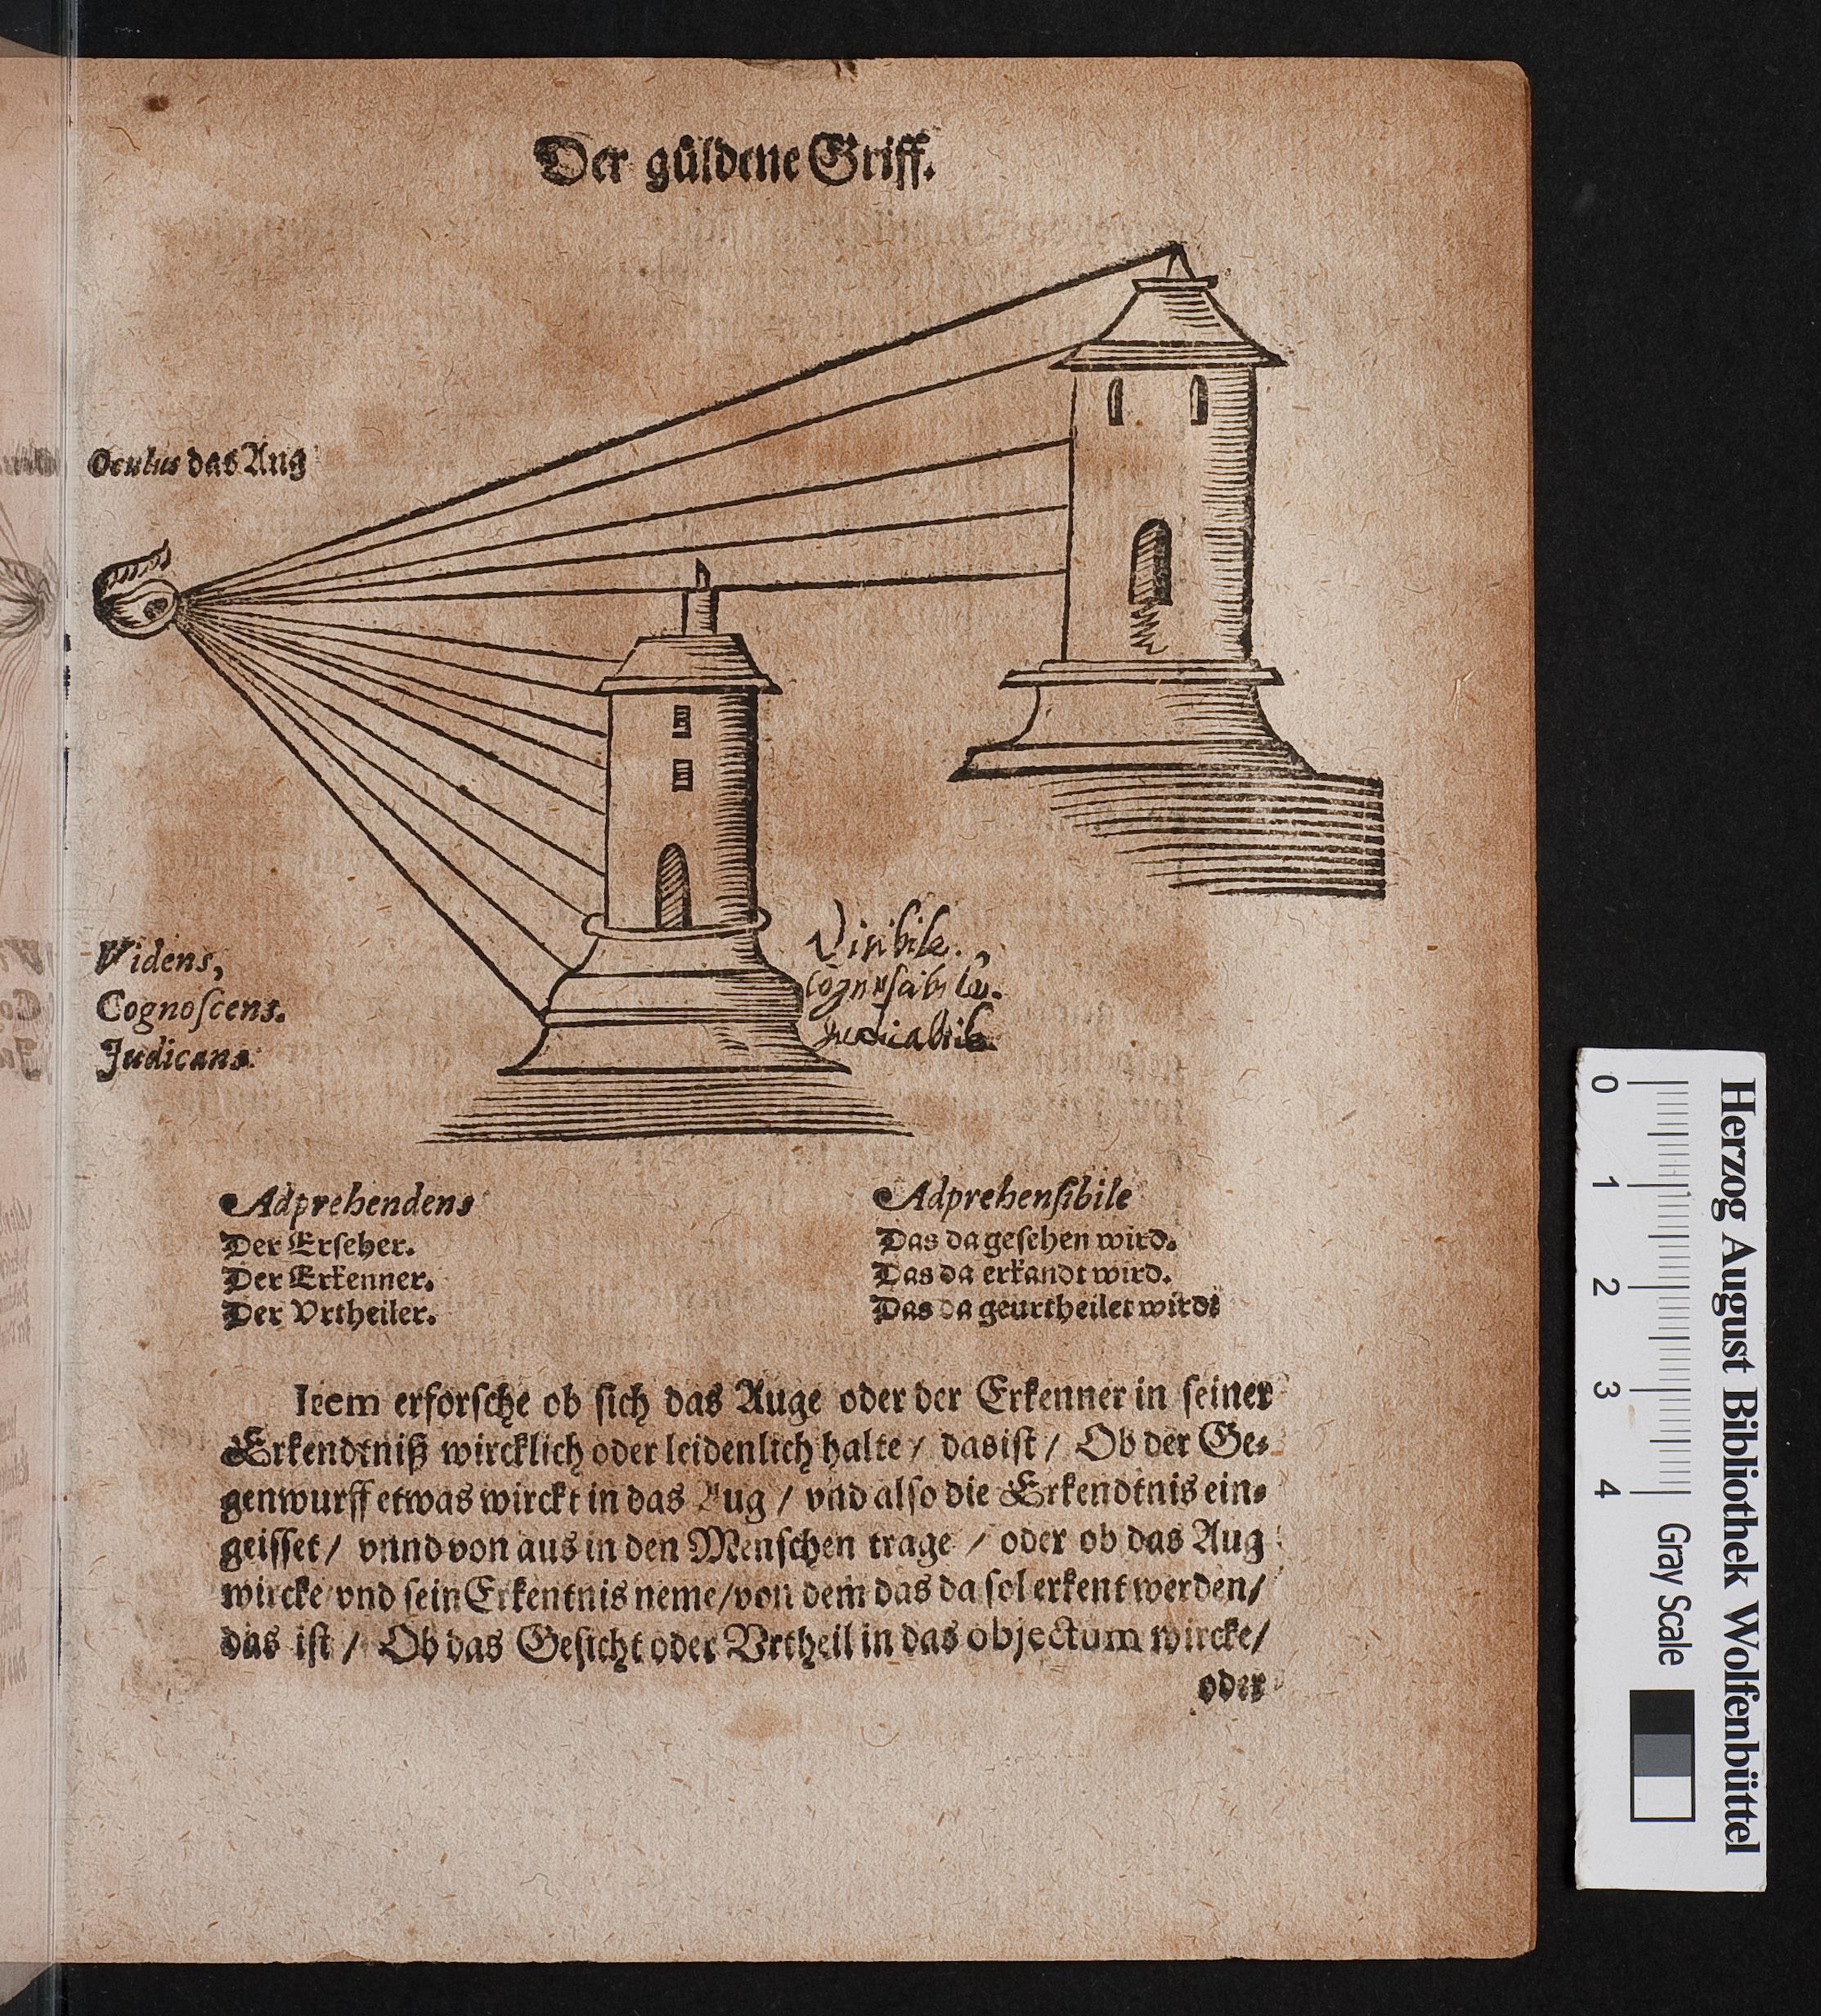 Der güldene Griff.
Oculus das Aug
Widens,
Cognoſcens.
Judicans.
Viſibile.,
Cognoſcibile.
Judicabile.
Adprehendens
Der Erſeher.
Der Erkenner.
Der Vrtheiler.
Adprehenſibile
Das da geſehen wird.
Das da erkandt wird.
Das da geurtheilet wird:
Item erforſche ob ſich das Auge oder der Erkenner in ſeiner
Erkendtniß wircklich oder leidenlich halte / das iſt / Ob der Ge-
genwurff etwas wirckt in das Aug / vnd alſo die Erkendtnis ein-
geiſſet / vnnd von aus in den Menſchen trage / oder ob das Aug
wircke vnd ſein Erkentnis neme / von dem das da ſol erkent werden /
das iſt / Ob das Geſicht oder Vrtheil in das objectum wircke /
oder
Herzog August Bibliothek Wolfenbüttel
0 1 2 3 4 Gray Scale